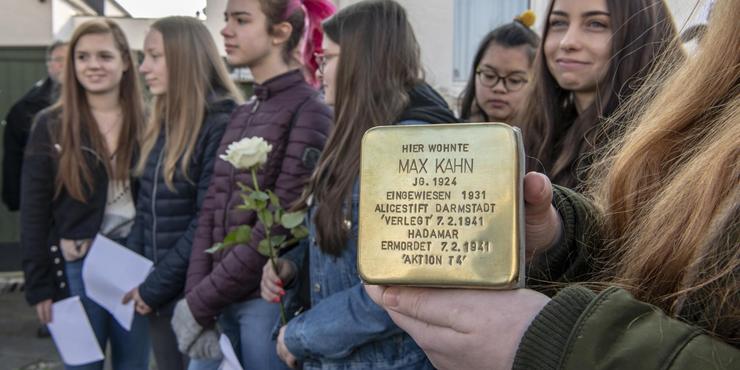 HIER WOHNTE
MAX KAHN
JG. 1924
EINGEWIESEN 1931
ALICESTIFT DARMSTADT
'VERLEGT' 7.2.1941
HADAMAR
ERMORDET 7.2.1941
'AKTION T4'